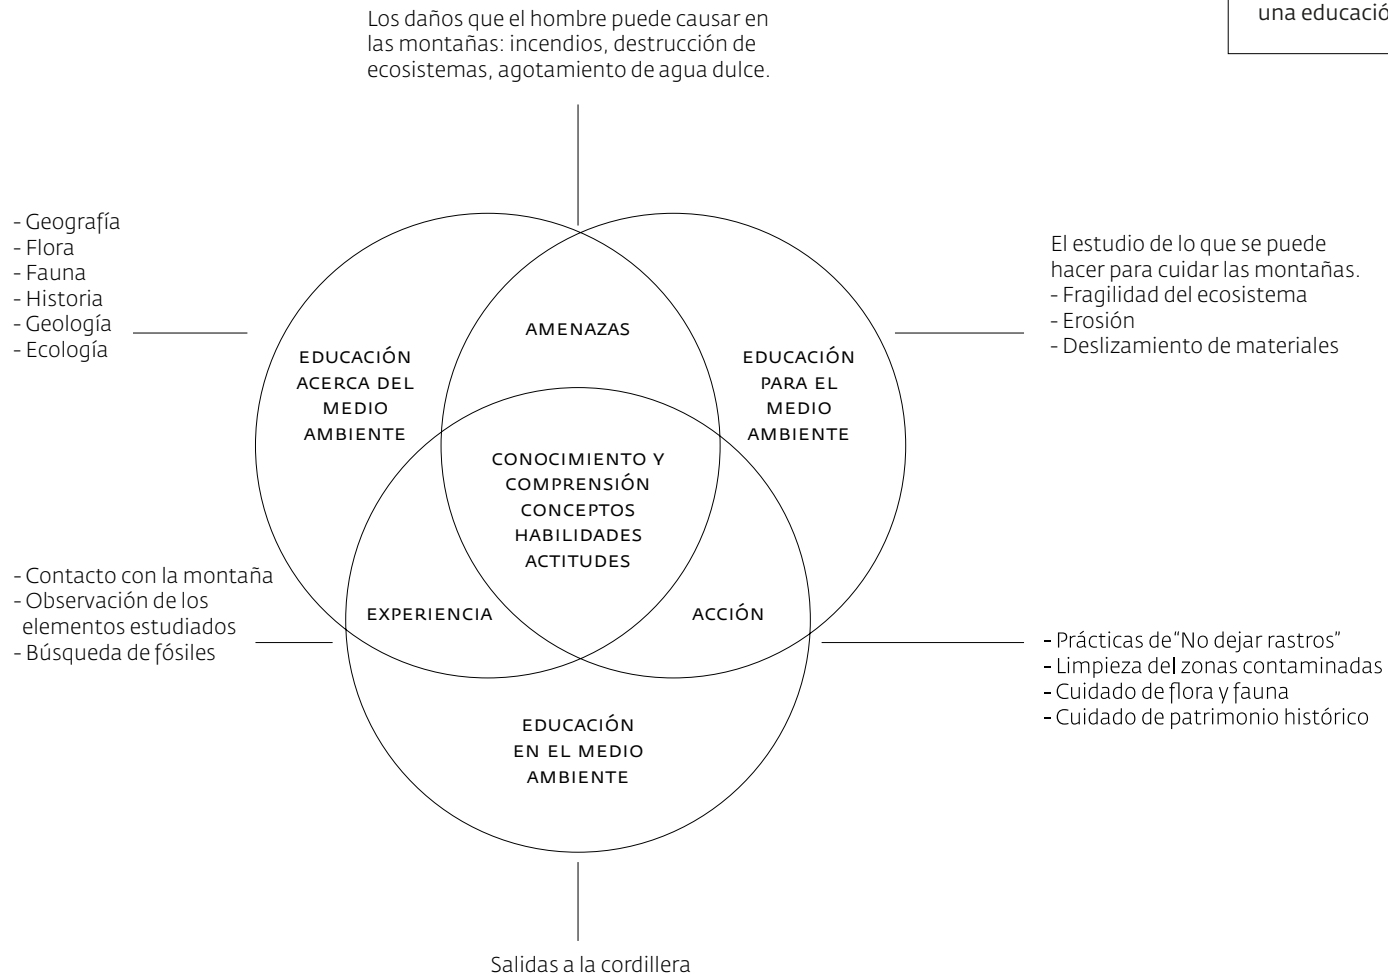 Los daños que el hombre puede causar en
las montañas: incendios, destrucción de
ecosistemas, agotamiento de agua dulce.
una educació
- Geografía
- Flora
- Fauna
- Historia
- Geología
- Ecología
El estudio de lo que se puede
hacer para cuidar las montañas.
- Fragilidad del ecosistema
- Erosión
- Deslizamiento de materiales
AMENAZAS
EDUCACIÓN
ACERCA DEL
MEDIO
AMBIENTE
EDUCACIÓN
PARA EL
MEDIO
AMBIENTE
CONOCIMIENTO Y
COMPRENSIÓN
CONCEPTOS
HABILIDADES
ACTITUDES
- Contacto con la montaña
- Observación de los
elementos estudiados
- Búsqueda de fósiles
EXPERIENCIA
ACCIÓN
- Prácticas de "No dejar rastros"
- Limpieza del zonas contaminadas
- Cuidado de flora y fauna
- Cuidado de patrimonio histórico
EDUCACIÓN
EN EL MEDIO
AMBIENTE
Salidas a la cordillera